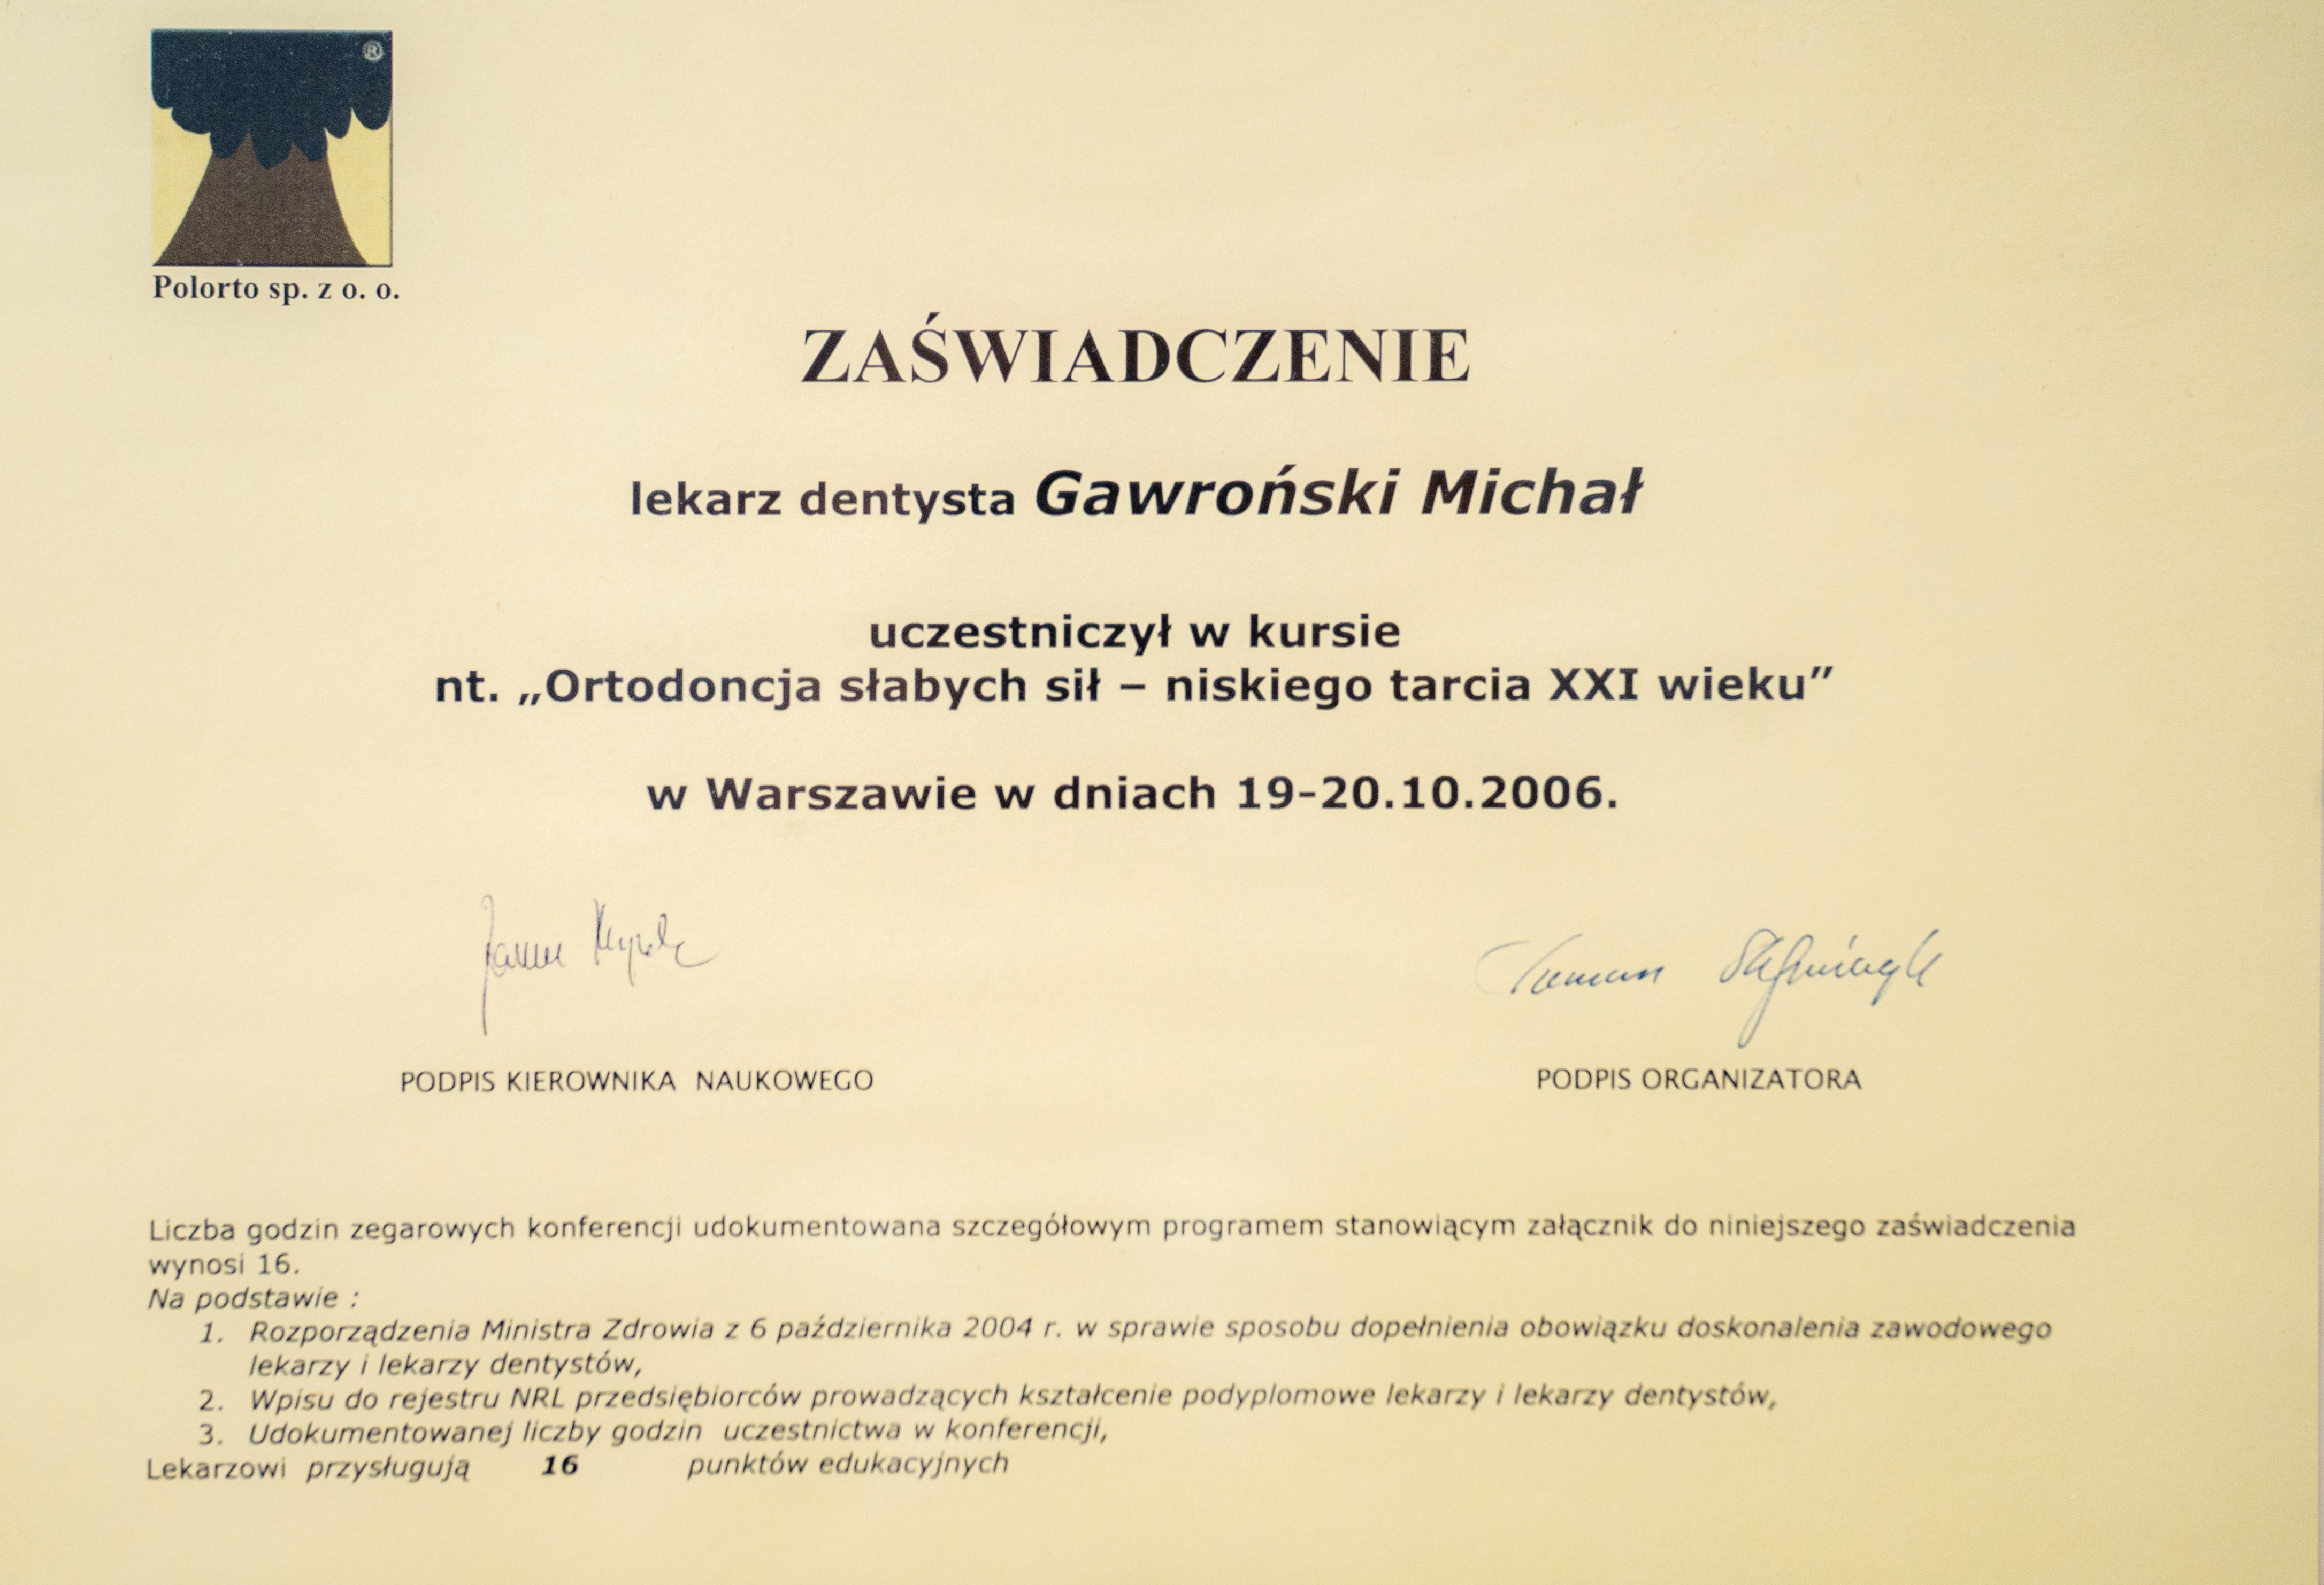 ®
Polorto sp. z o. o.
ZAŚWIADCZENIE
lekarz dentysta Gawroński Michał
uczestniczył w kursie
nt. „Ortodoncja słabych sił – niskiego tarcia XXI wieku”
w Warszawie w dniach 19-20.10.2006.
PODPIS KIEROWNIKA NAUKOWEGO
PODPIS ORGANIZATORA
Liczba godzin zegarowych konferencji udokumentowana szczegółowym programem stanowiącym załącznik do niniejszego zaświadczenia
wynosi 16.
Na podstawie :
1. Rozporządzenia Ministra Zdrowia z 6 października 2004 r. w sprawie sposobu dopełnienia obowiązku doskonalenia zawodowego
lekarzy i lekarzy dentystów,
2. Wpisu do rejestru NRL przedsiębiorców prowadzących kształcenie podyplomowe lekarzy i lekarzy dentystów,
3. Udokumentowanej liczby godzin uczestnictwa w konferencji,
Lekarzowi przysługują 16 punktów edukacyjnych